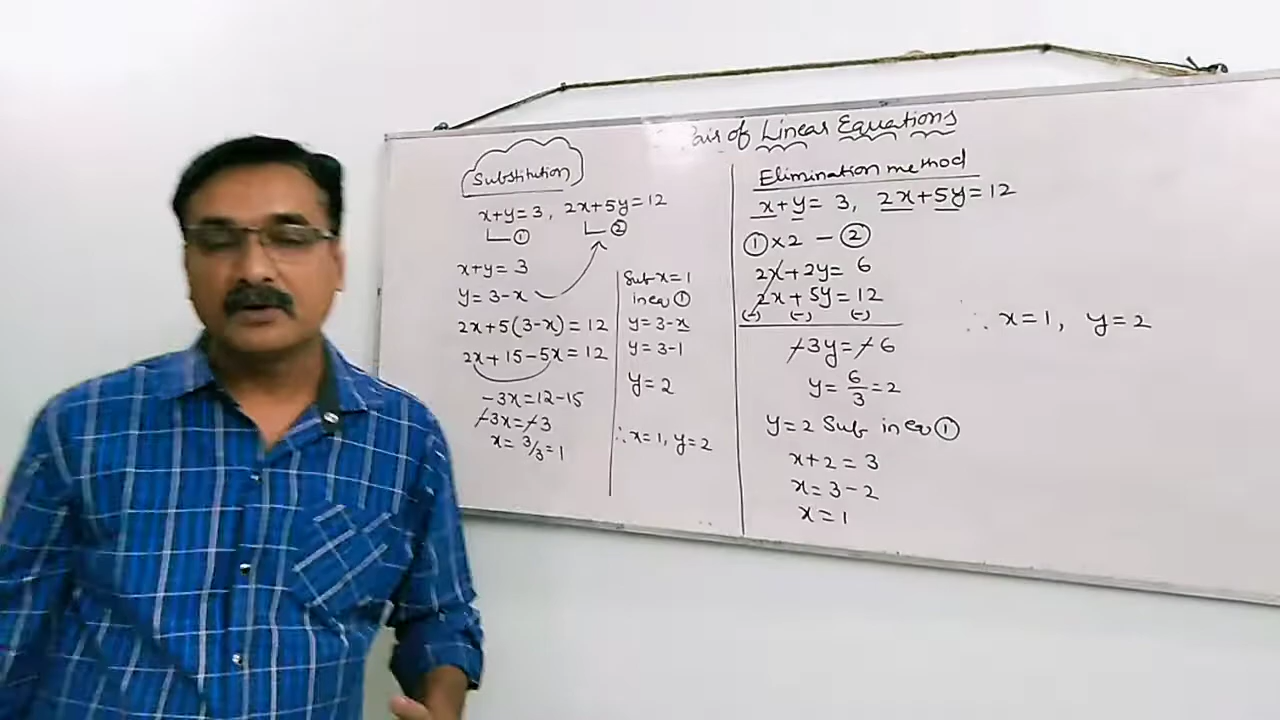 Pair of Linear Equations
Substitution
x+y=3, 2x+5y=12
① ②
x+y=3
y=3-x
2x+5(3-x)=12
2x+15-5x=12
-3x=12-15
-3x=-3
x=3/3=1
Sub x=1
in eq ①
y=3-x
y=3-1
y=2
∴ x=1, y=2
Elimination method
x+y=3, 2x+5y=12
①×2 - ②
2x+2y=6
2x+5y=12
(-) (-) (-)
-3y=-6
y=6/3=2
y=2 Sub in eq ①
x+2=3
x=3-2
x=1
∴ x=1, y=2